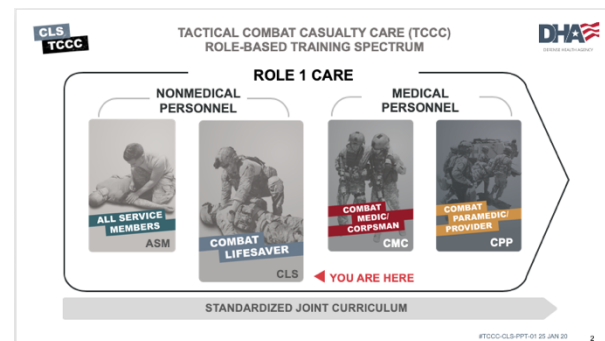 CLS
TCCC
TACTICAL COMBAT CASUALTY CARE (TCCC)
ROLE-BASED TRAINING SPECTRUM
DHA
DEFENSE HEALTH AGENCY
ROLE 1 CARE
NONMEDICAL
PERSONNEL
MEDICAL
PERSONNEL
ALL SERVICE
MEMBERS
ASM
COMBAT
LIFESAVER
CLS
COMBAT
MEDIC/
CORPSMAN
CMC
COMBAT
PARAMEDIC/
PROVIDER
CPP
YOU ARE HERE
STANDARDIZED JOINT CURRICULUM
#TCCC-CLS-PPT-01 25 JAN 20
2